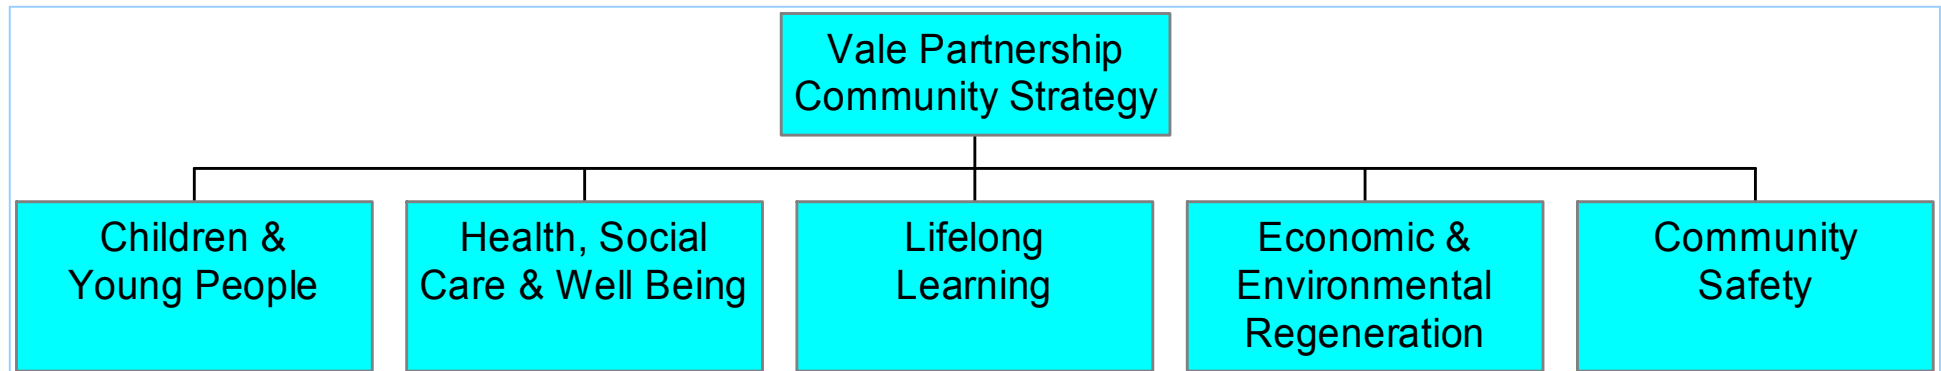 Vale Partnership
Community Strategy
Children &
Young People
Health, Social
Care & Well Being
Lifelong
Learning
Economic &
Environmental
Regeneration
Community
Safety